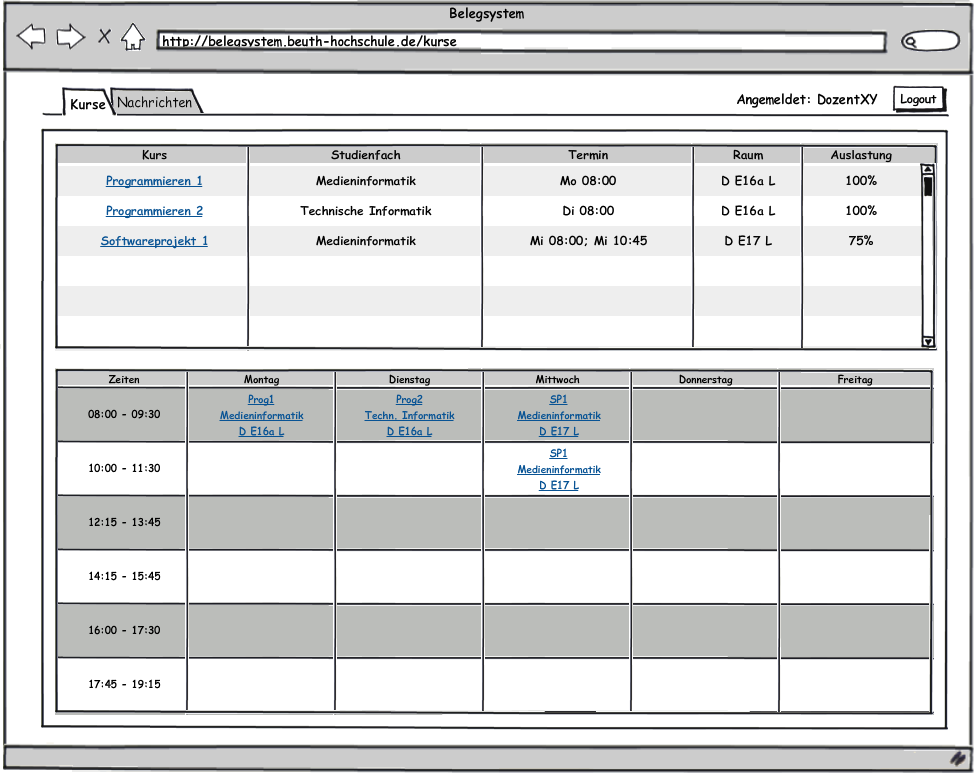 Belegsystem
http://belegsystem.beuth-hochschule.de/kurse
Kurse Nachrichten Angemeldet: DozentXY Logout
Kurs Studienfach Termin Raum Auslastung
Programmieren 1 Medieninformatik Mo 08:00 D E16a L 100%
Programmieren 2 Technische Informatik Di 08:00 D E16a L 100%
Softwareprojekt 1 Medieninformatik Mi 08:00; Mi 10:45 D E17 L 75%
Zeiten Montag Dienstag Mittwoch Donnerstag Freitag
Prog1 Prog2 SP1
08:00 - 09:30 Medieninformatik Techn. Informatik Medieninformatik
D E16a L D E16a L D E17 L
SP1
10:00 - 11:30 Medieninformatik
D E17 L
12:15 - 13:45
14:15 - 15:45
16:00 - 17:30
17:45 - 19:15